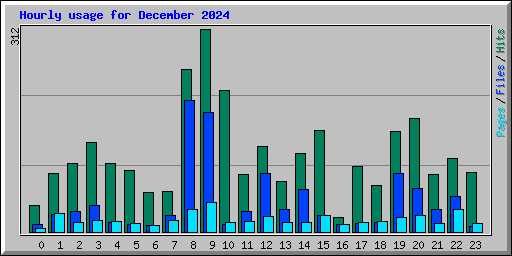 Hourly usage for December 2024
312
Pages/Files/Hits
0 1 2 3 4 5 6 7 8 9 10 11 12 13 14 15 16 17 18 19 20 21 22 23